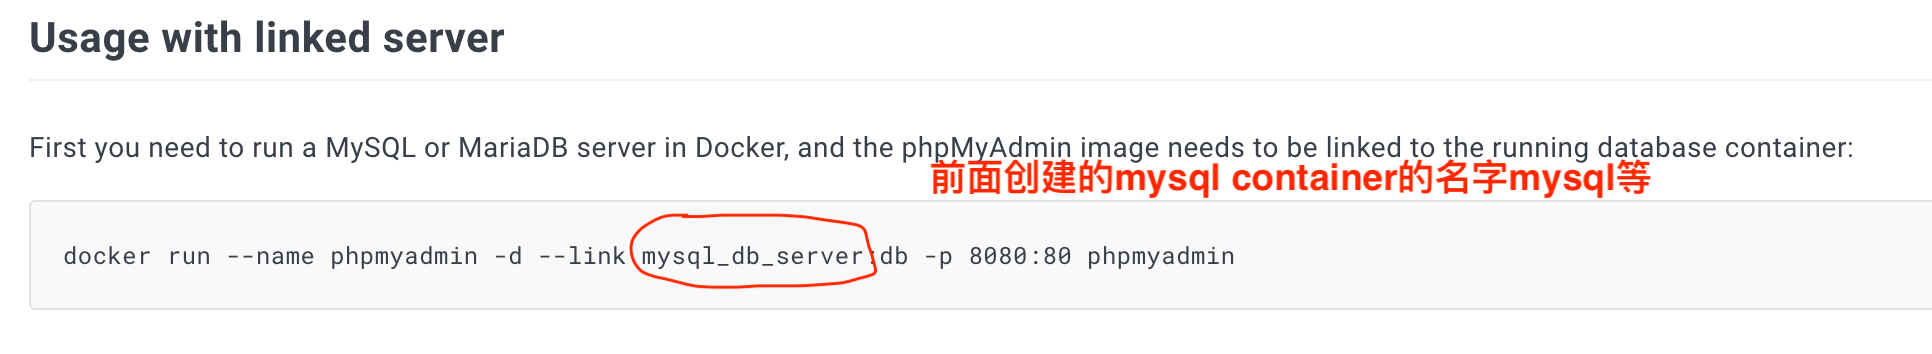 Usage with linked server
First you need to run a MySQL or MariaDB server in Docker, and the phpMyAdmin image needs to be linked to the running database container:
前面创建的mysql container的名字mysql等
docker run --name phpmyadmin -d --link mysql_db_server:db -p 8080:80 phpmyadmin